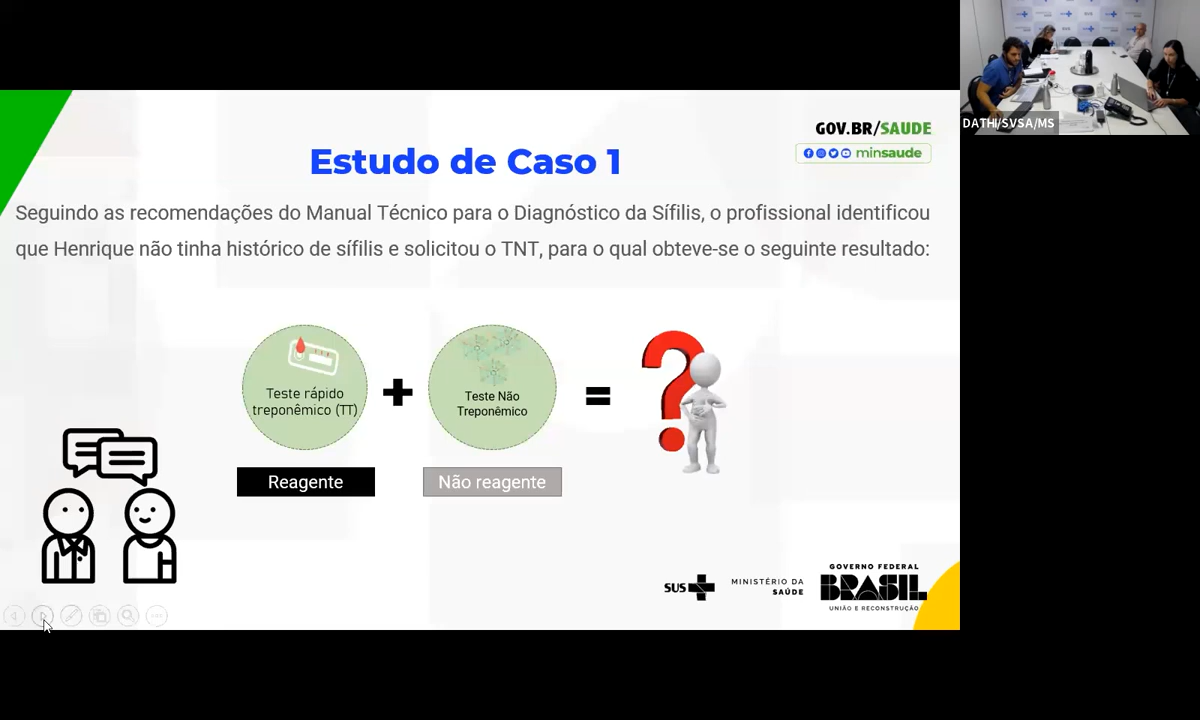 DATHI/SVSA/MS
GOV.BR/SAUDE
minsaude
Estudo de Caso 1
Seguindo as recomendações do Manual Técnico para o Diagnóstico da Sífilis, o profissional identificou
que Henrique não tinha histórico de sífilis e solicitou o TNT, para o qual obteve-se o seguinte resultado:
Teste rápido
treponêmico (TT)
+
Teste Não
Treponêmico
=
?
Reagente
Não reagente
SUS
MINISTÉRIO DA
SAÚDE
GOVERNO FEDERAL
BRASIL
UNIÃO E RECONSTRUÇÃO